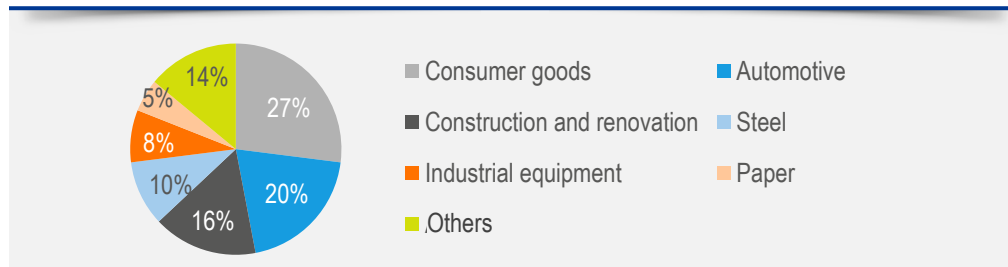 14%
27%
5%
8%
10%
20%
16%
Consumer goods
Automotive
Construction and renovation
Steel
Industrial equipment
Paper
Others